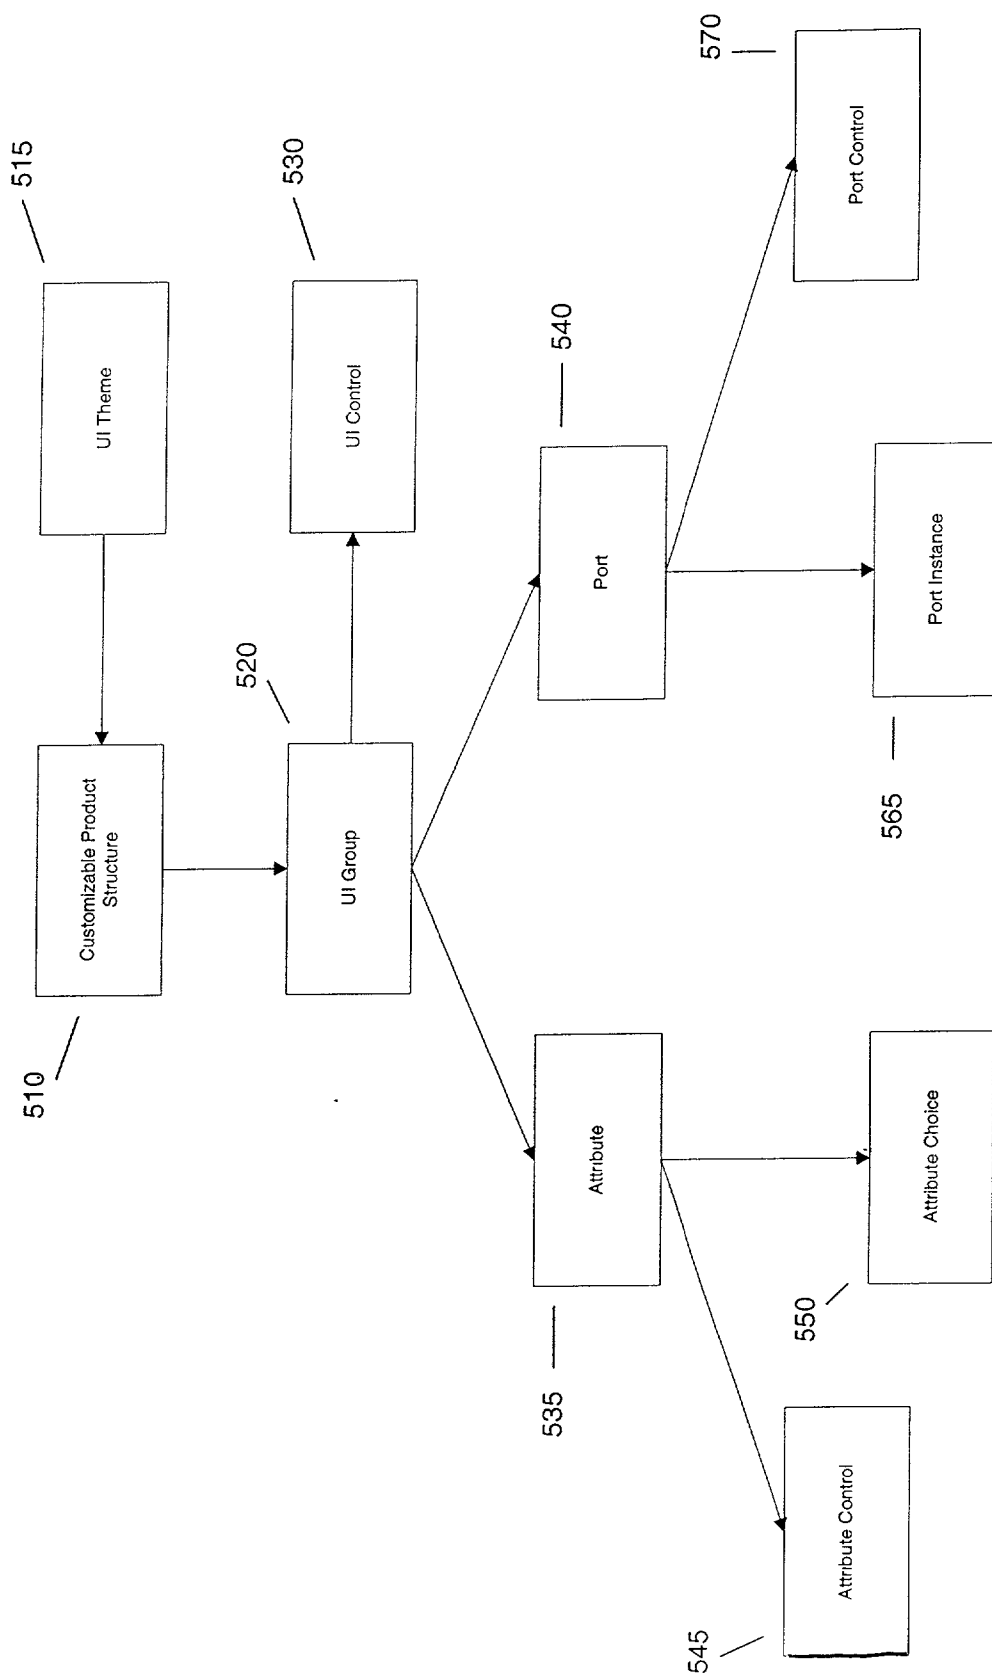 510
Customizable Product
Structure
UI Theme
515
520
UI Group
UI Control
530
535
Attribute
Port
540
545
Attribute Control
550
Attribute Choice
565
Port Instance
Port Control
570